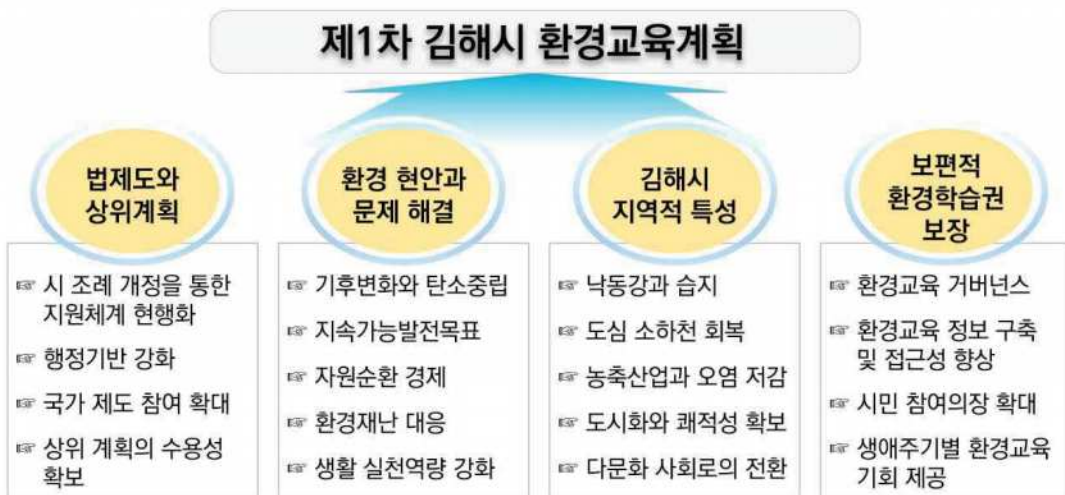 제1차 김해시 환경교육계획
법제도와
상위계획
☞ 시 조례 개정을 통한
지원체계 현행화
☞ 행정기반 강화
☞ 국가 제도 참여 확대
☞ 상위 계획의 수용성
확보
환경 현안과
문제 해결
☞ 기후변화와 탄소중립
☞ 지속가능발전목표
☞ 자원순환 경제
☞ 환경재난 대응
☞ 생활 실천역량 강화
김해시
지역적 특성
☞ 낙동강과 습지
☞ 도심 소하천 회복
☞ 농축산업과 오염 저감
☞ 도시화와 쾌적성 확보
☞ 다문화 사회로의 전환
보편적
환경학습권
보장
☞ 환경교육 거버넌스
☞ 환경교육 정보 구축
및 접근성 향상
☞ 시민 참여의장 확대
☞ 생애주기별 환경교육
기회 제공